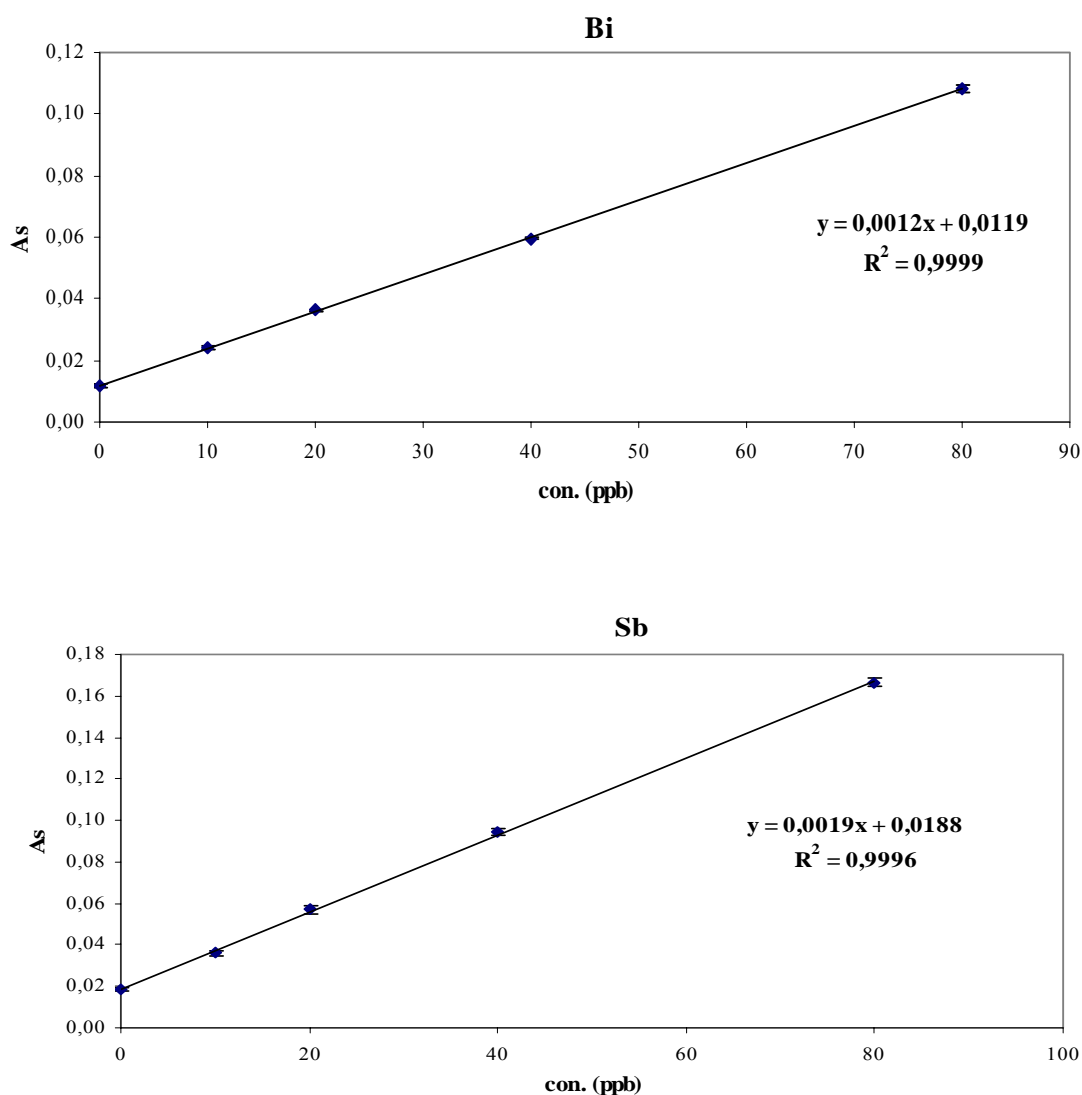 Bi
0,12
0,10
0,08
0,06
0,04
0,02
0,00
As
y = 0,0012x + 0,0119
R² = 0,9999
0 10 20 30 40 50 60 70 80 90
con. (ppb)
Sb
0,18
0,16
0,14
0,12
0,10
0,08
0,06
0,04
0,02
0,00
As
y = 0,0019x + 0,0188
R² = 0,9996
0 20 40 60 80 100
con. (ppb)